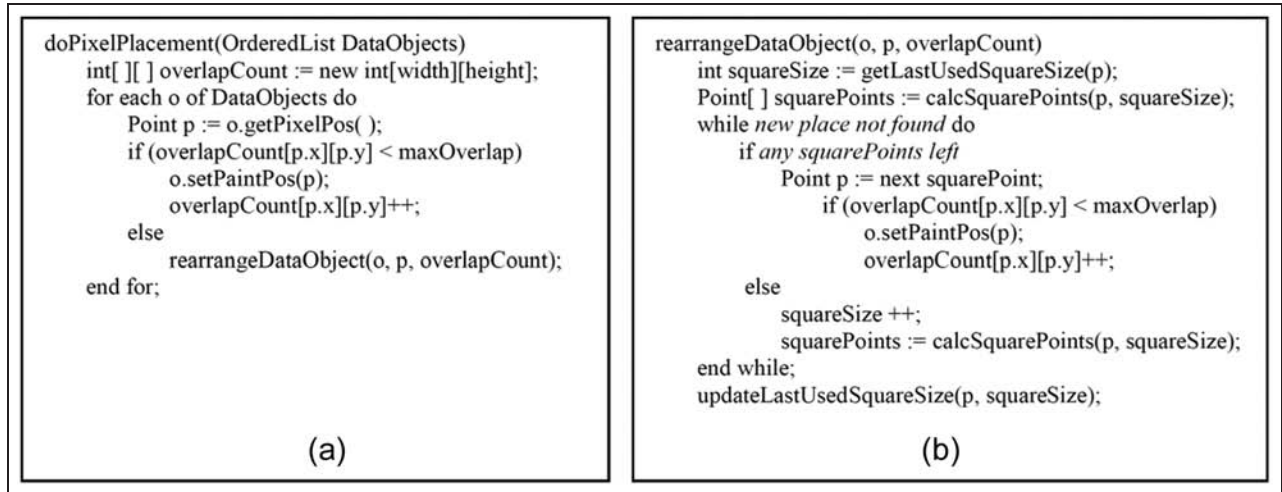 doPixelPlacement(OrderedList DataObjects)
int[ ][ ] overlapCount := new int[width][height];
for each o of DataObjects do
Point p := o.getPixelPos( );
if (overlapCount[p.x][p.y] < maxOverlap)
o.setPaintPos(p);
overlapCount[p.x][p.y]++;
else
rearrangeDataObject(o, p, overlapCount);
end for;
(a)
rearrangeDataObject(o, p, overlapCount)
int squareSize := getLastUsedSquareSize(p);
Point[ ] squarePoints := calcSquarePoints(p, squareSize);
while new place not found do
if any squarePoints left
Point p := next squarePoint;
if (overlapCount[p.x][p.y] < maxOverlap)
o.setPaintPos(p);
overlapCount[p.x][p.y]++;
else
squareSize ++;
squarePoints := calcSquarePoints(p, squareSize);
end while;
updateLastUsedSquareSize(p, squareSize);
(b)